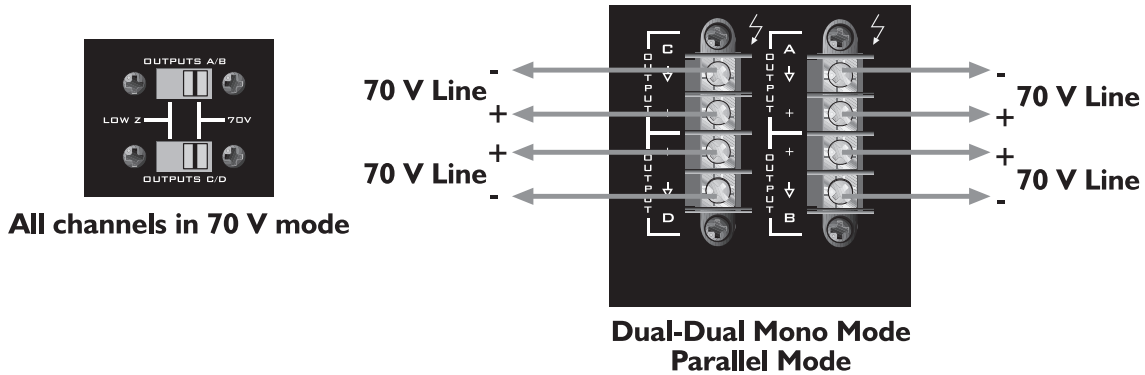 OUTPUTS A/B
LOW Z
70V
OUTPUTS C/D
All channels in 70 V mode
C
OUTPUT
+
+
OUTPUT
D
A
OUTPUT
+
+
OUTPUT
B
-
70 V Line
+
+
70 V Line
-
-
70 V Line
+
+
70 V Line
-
Dual-Dual Mono Mode
Parallel Mode